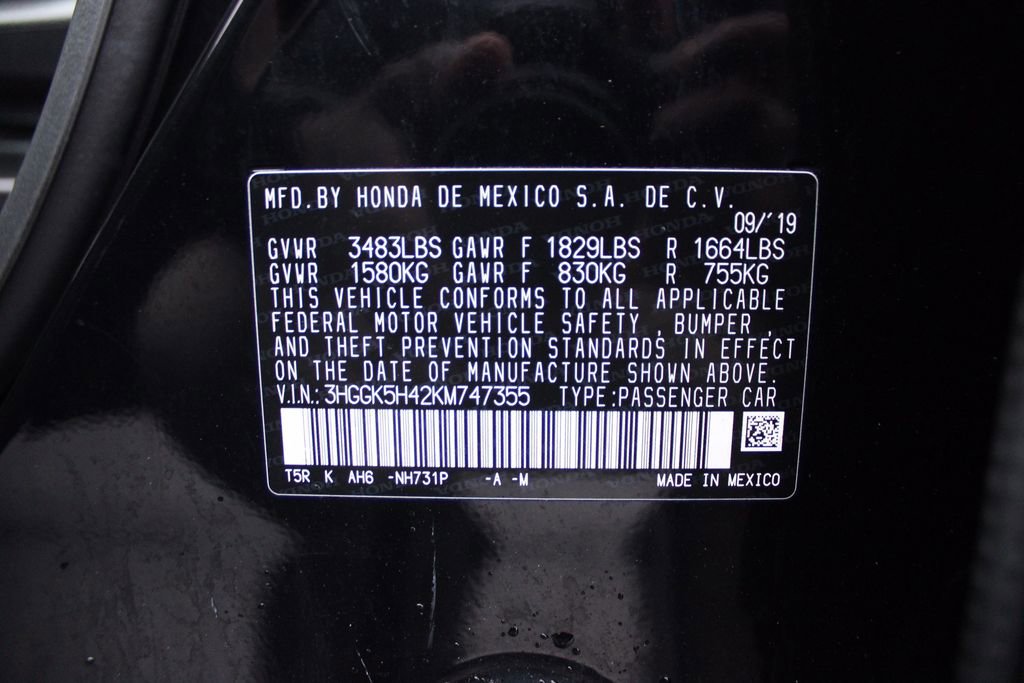 MFD.BY HONDA DE MEXICO S.A. DE C.V.
09/'19
GVWR 3483LBS GAWR F 1829LBS R 1664LBS
GVWR 1580KG GAWR F 830KG R 755KG
THIS VEHICLE CONFORMS TO ALL APPLICABLE
FEDERAL MOTOR VEHICLE SAFETY, BUMPER,
AND THEFT PREVENTION STANDARDS IN EFFECT
ON THE DATE OF MANUFACTURE SHOWN ABOVE.
V.I.N.: 3HGGK5H42KM747355 TYPE:PASSENGER CAR
T5R K AH6 -NH731P -A -M MADE IN MEXICO